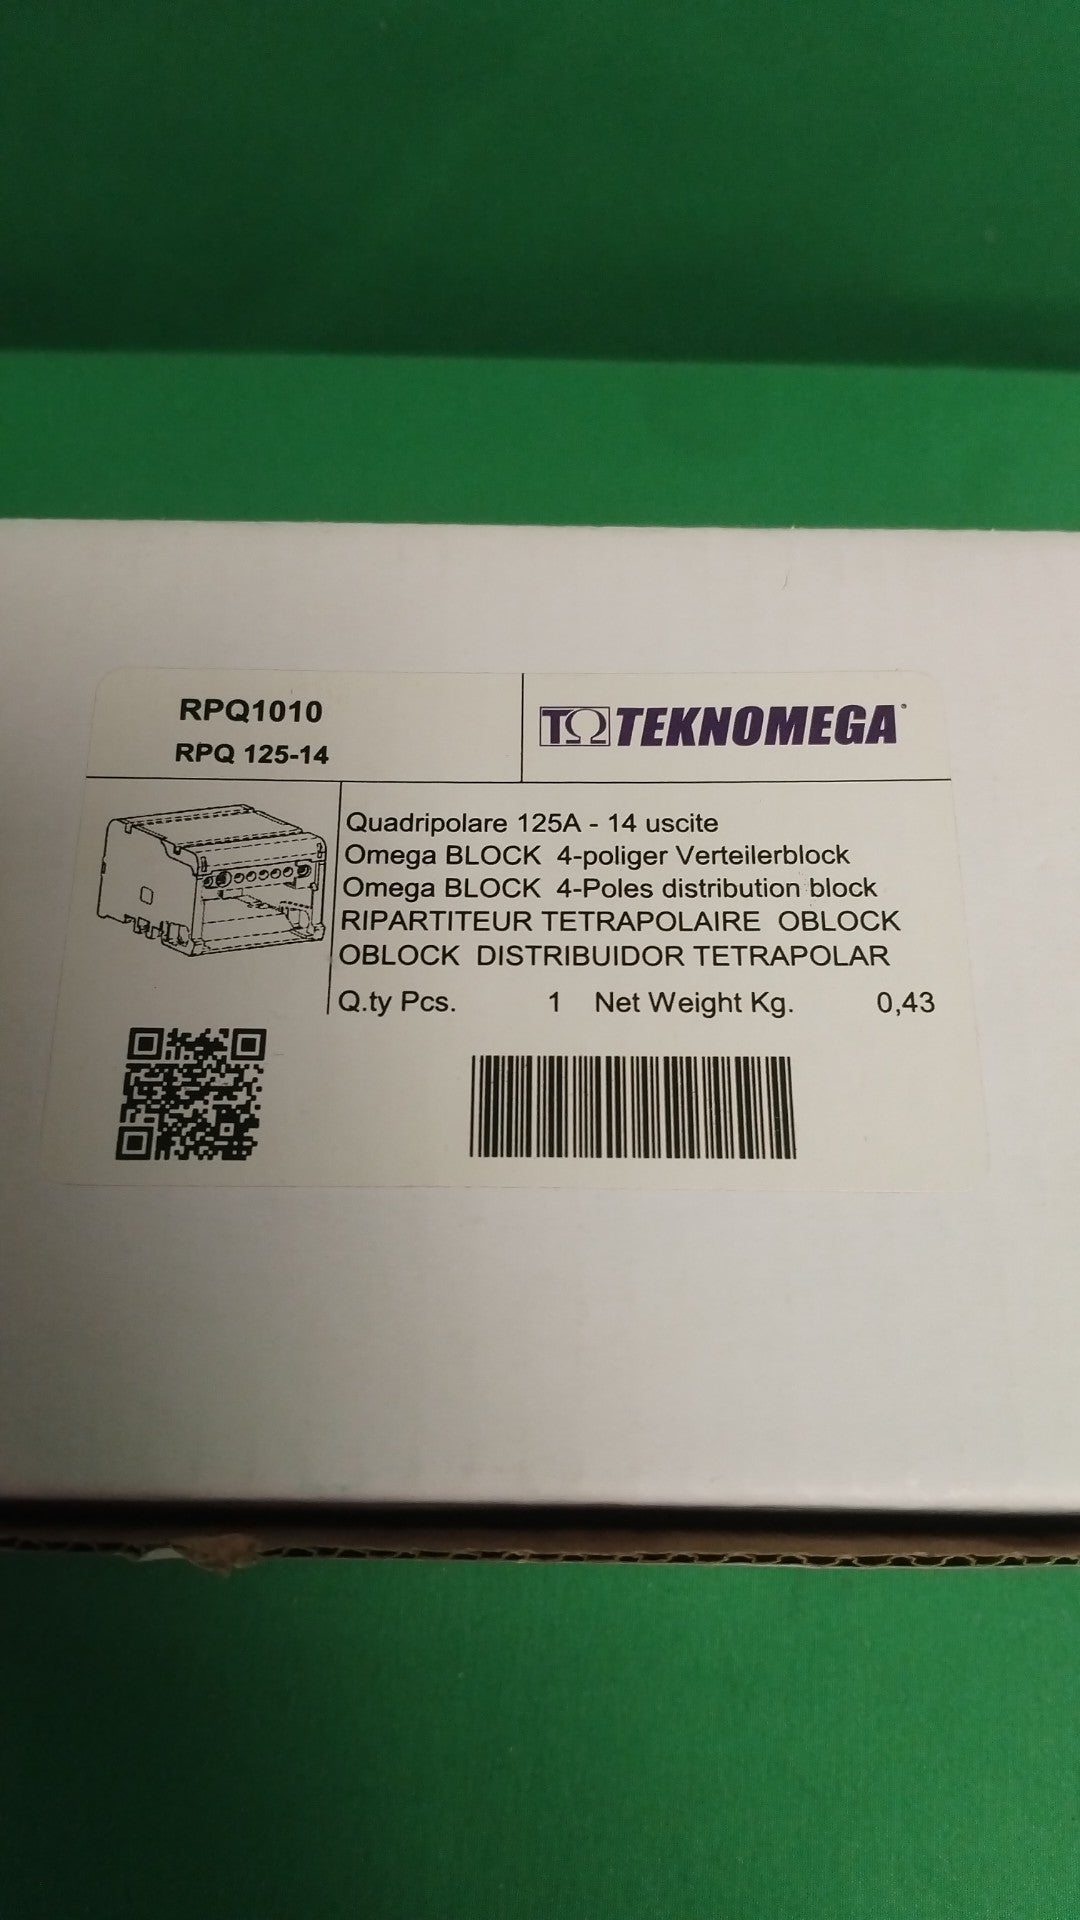 RPQ1010
RPQ 125-14
TΩ TEKNOMEGA®
Quadripolare 125A - 14 uscite
Omega BLOCK 4-poliger Verteilerblock
Omega BLOCK 4-Poles distribution block
RIPARTITEUR TETRAPOLAIRE OBLOCK
OBLOCK DISTRIBUIDOR TETRAPOLAR
Q.ty Pcs. 1 Net Weight Kg. 0,43